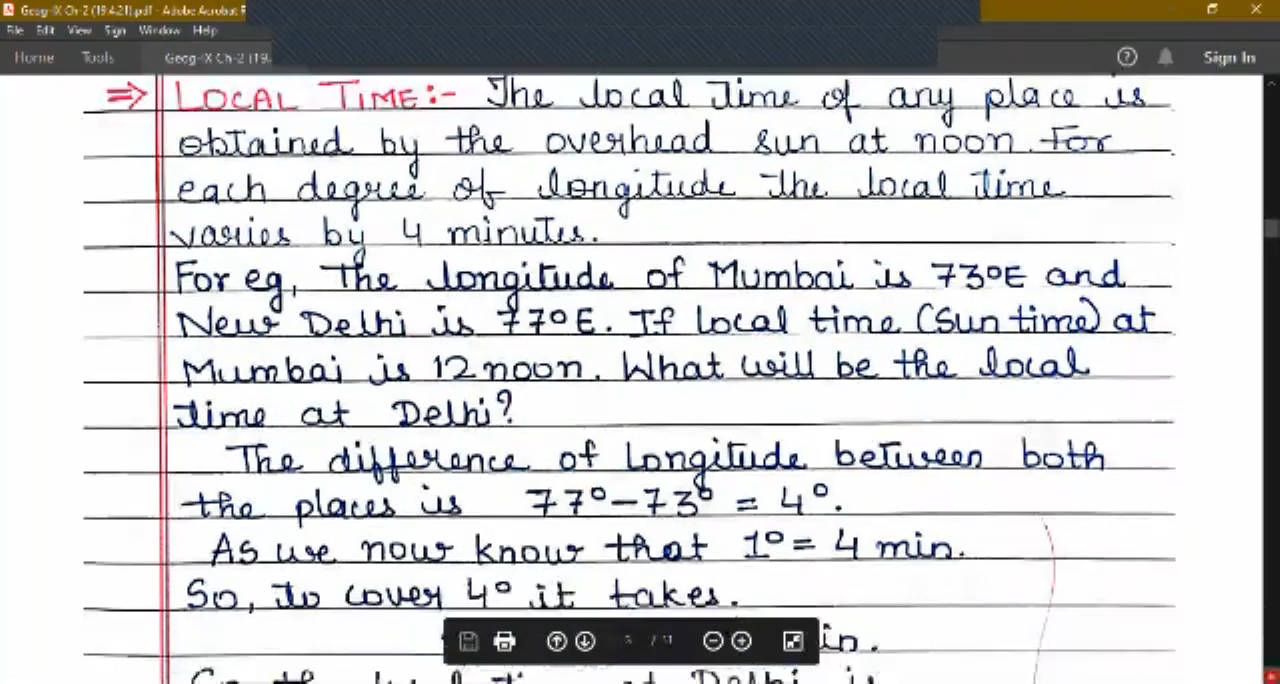 Geog-IX Ch-2 (19.4.21).pdf - Adobe Acrobat
File Edit View Sign Window Help
Home Tools Geog-IX Ch-2 (19. Sign In
⇒ LOCAL TIME:- The local time of any place is
obtained by the overhead sun at noon. For
each degree of longitude the local time
varies by 4 minutes.
For eg, The longitude of Mumbai is 73°E and
New Delhi is 77°E. If local time (Sun time) at
Mumbai is 12 noon. What will be the local
time at Delhi?
The difference of longitude between both
the places is 77°-73° = 4°.
As we now know that 1° = 4 min.
So, to cover 4° it takes.
in.
at Delhi is